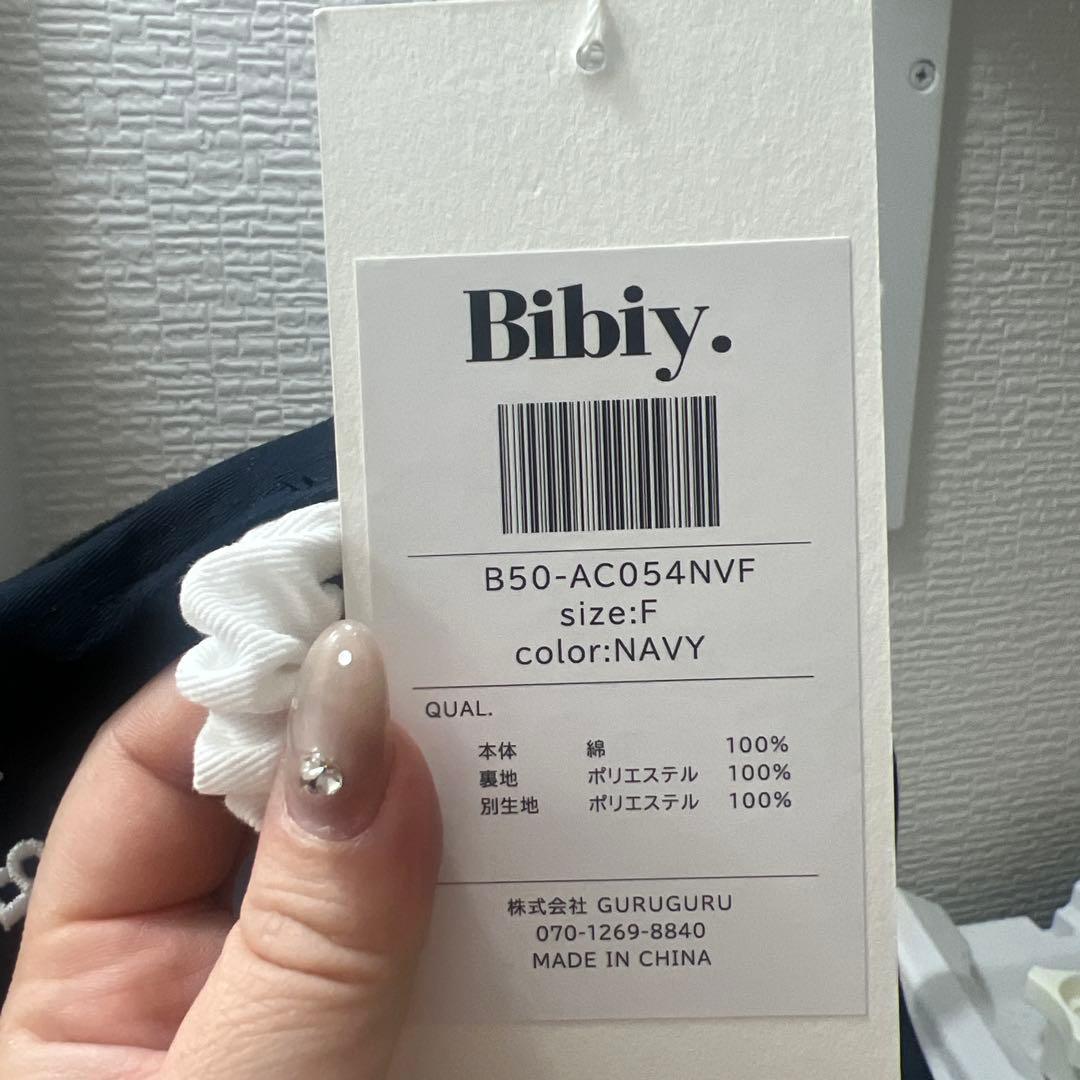 Bibiy.
B50-AC054NVF
size:F
color:NAVY
QUAL.
本体 綿 100%
裏地 ポリエステル 100%
別生地 ポリエステル 100%
株式会社 GURUGURU
070-1269-8840
MADE IN CHINA